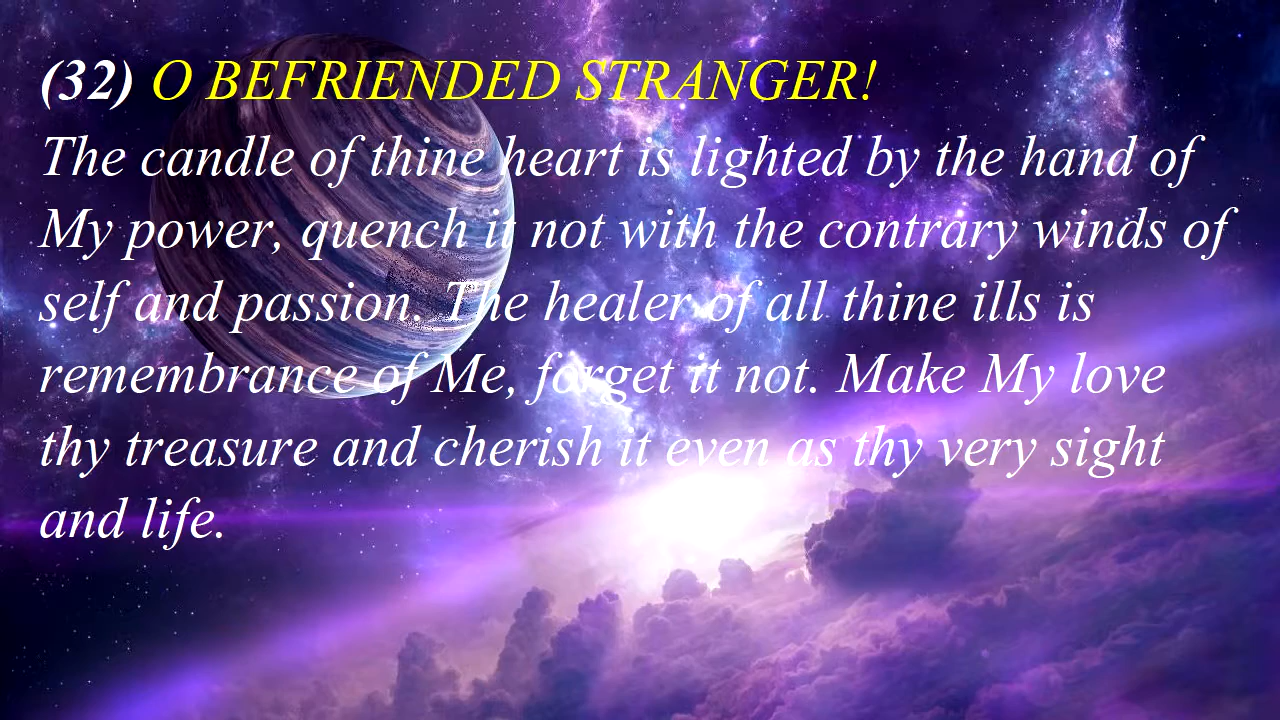 (32) O BEFRIENDED STRANGER!
The candle of thine heart is lighted by the hand of
My power, quench it not with the contrary winds of
self and passion. The healer of all thine ills is
remembrance of Me, forget it not. Make My love
thy treasure and cherish it even as thy very sight
and life.